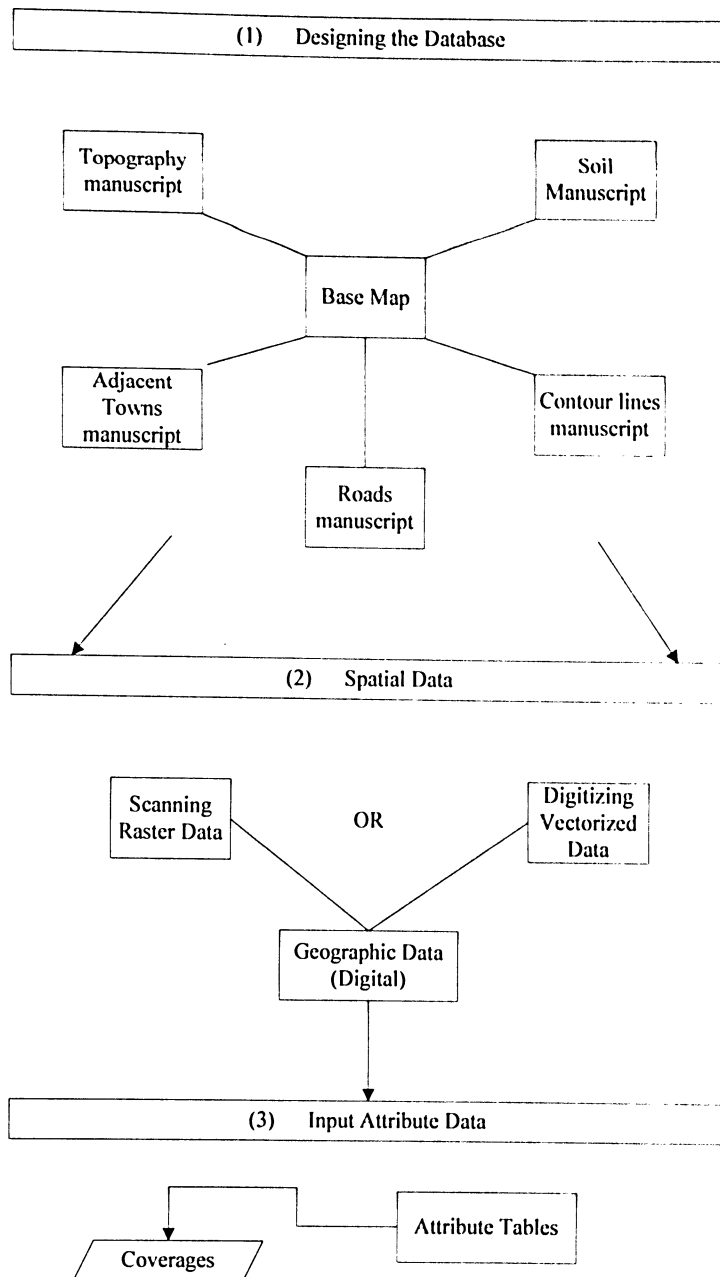 (1) Designing the Database
Topography
manuscript
Soil
Manuscript
Base Map
Adjacent
Towns
manuscript
Contour lines
manuscript
Roads
manuscript
(2) Spatial Data
Scanning
Raster Data
OR
Digitizing
Vectorized
Data
Geographic Data
(Digital)
(3) Input Attribute Data
Attribute Tables
Coverages